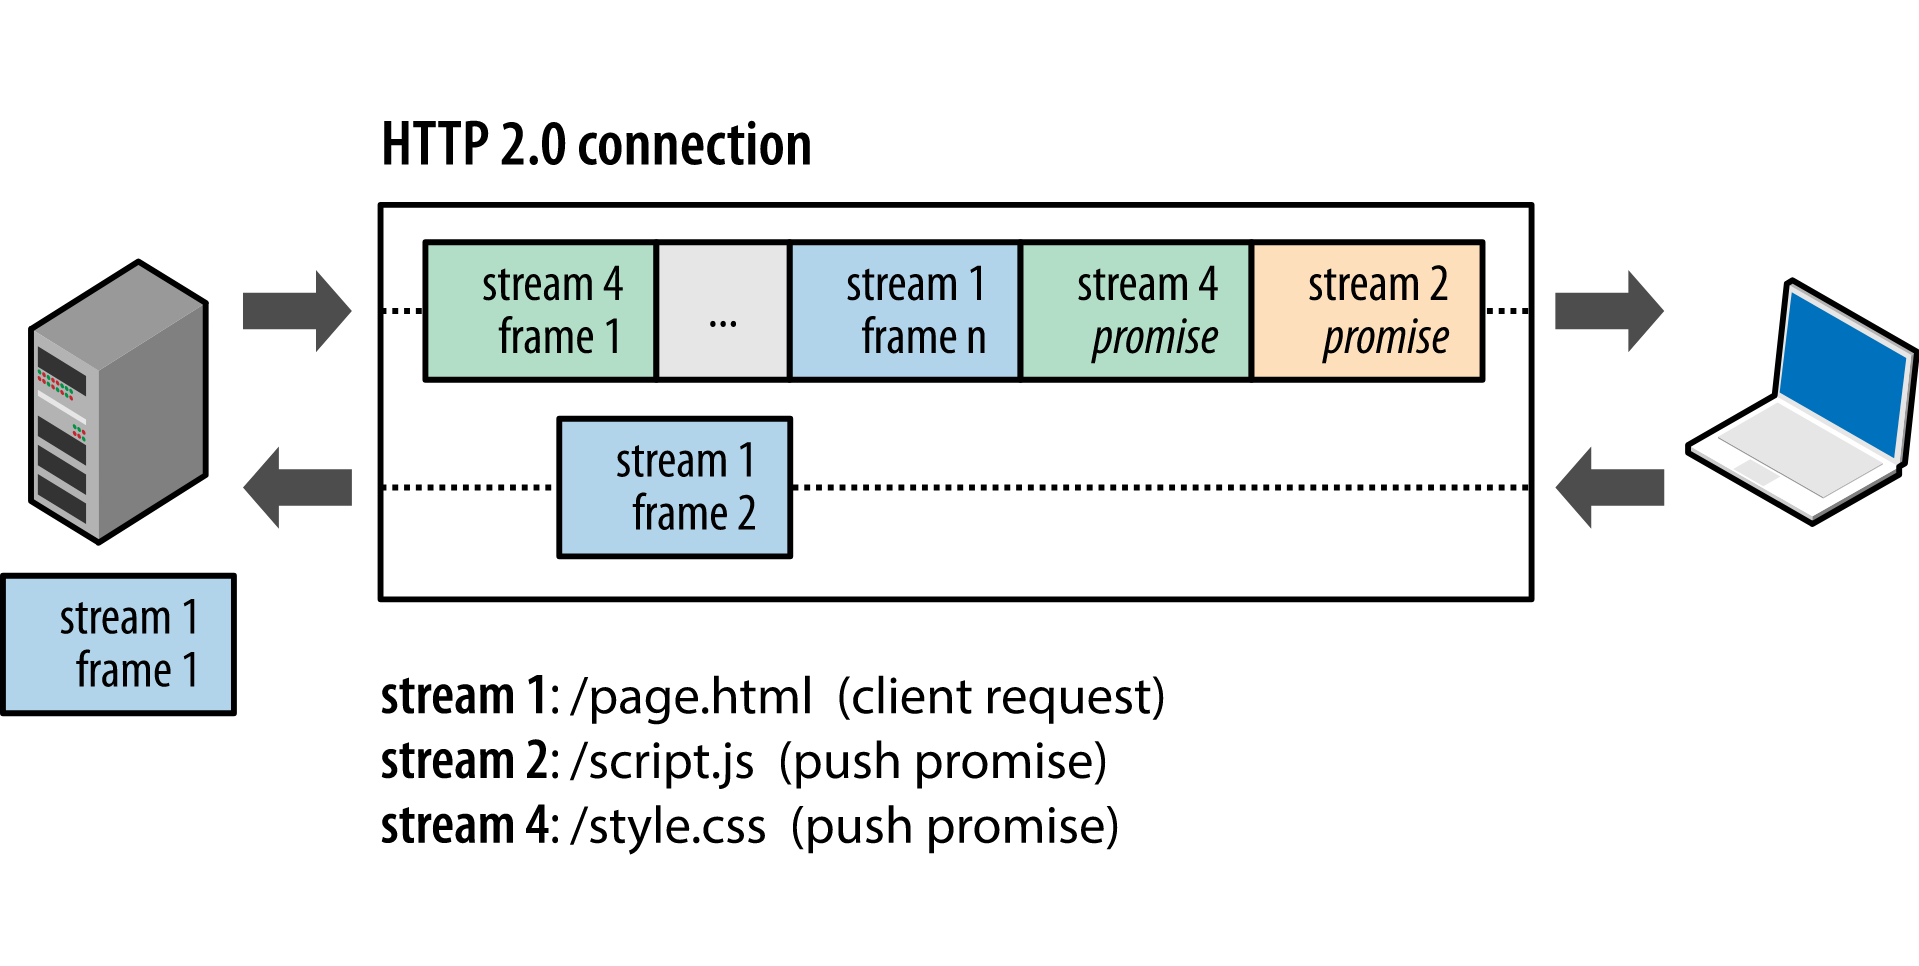 HTTP 2.0 connection
stream 4
frame 1
...
stream 1
frame n
stream 4
promise
stream 2
promise
stream 1
frame 2
stream 1
frame 1
stream 1: /page.html (client request)
stream 2: /script.js (push promise)
stream 4: /style.css (push promise)